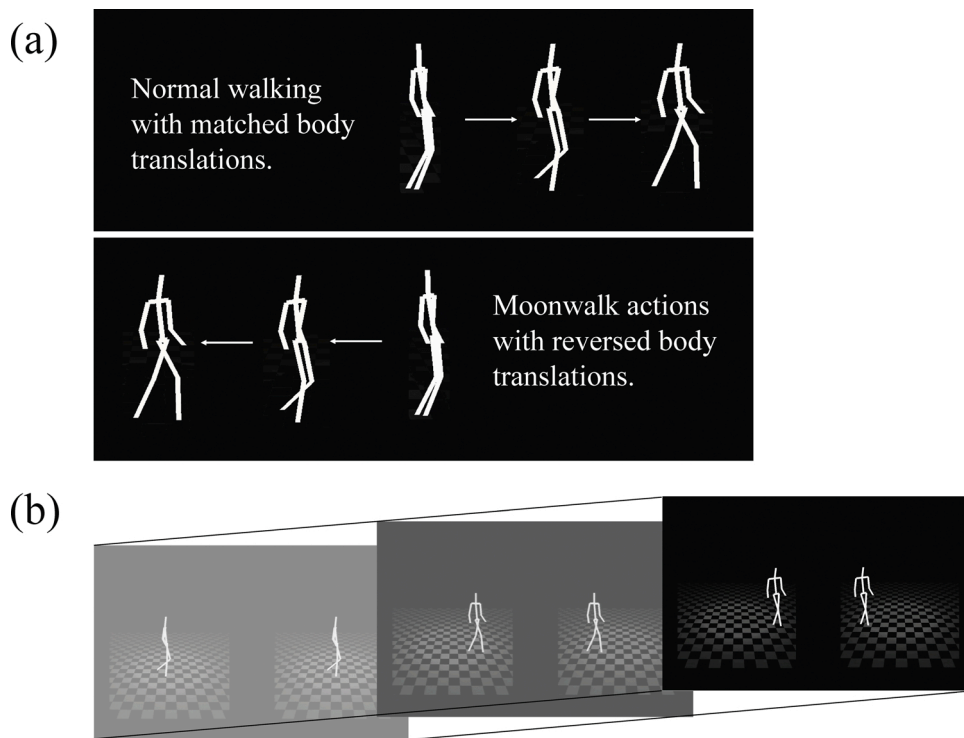 (a)
Normal walking
with matched body
translations.
Moonwalk actions
with reversed body
translations.
(b)